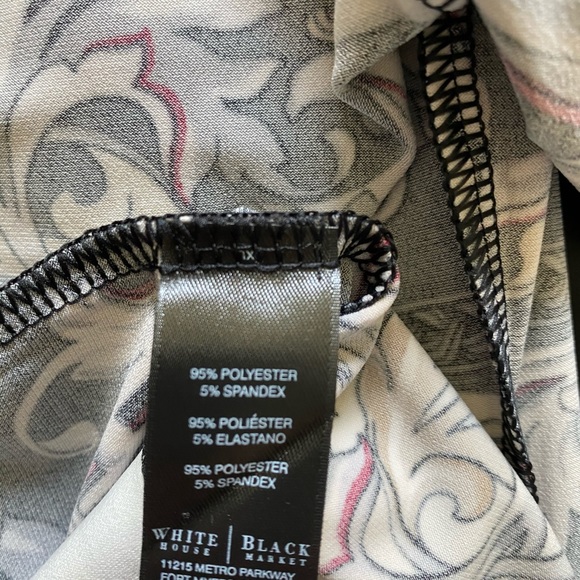 95% POLYESTER
5% SPANDEX
95% POLIÉSTER
5% ELASTANO
95% POLYESTER
5% SPANDEX
WHITE | BLACK
HOUSE | MARKET
11215 METRO PARKWAY
FORT